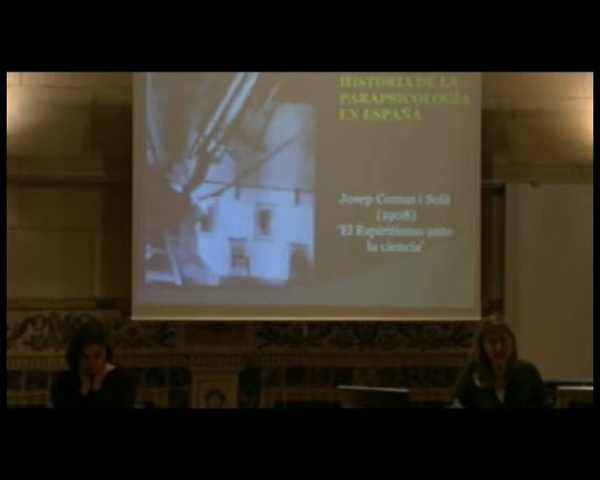 HISTORIA DE LA
PARAPSICOLOGÍA
EN ESPAÑA
Josep Comas i Solà
(1908)
"El Espiritismo ante
la ciencia"